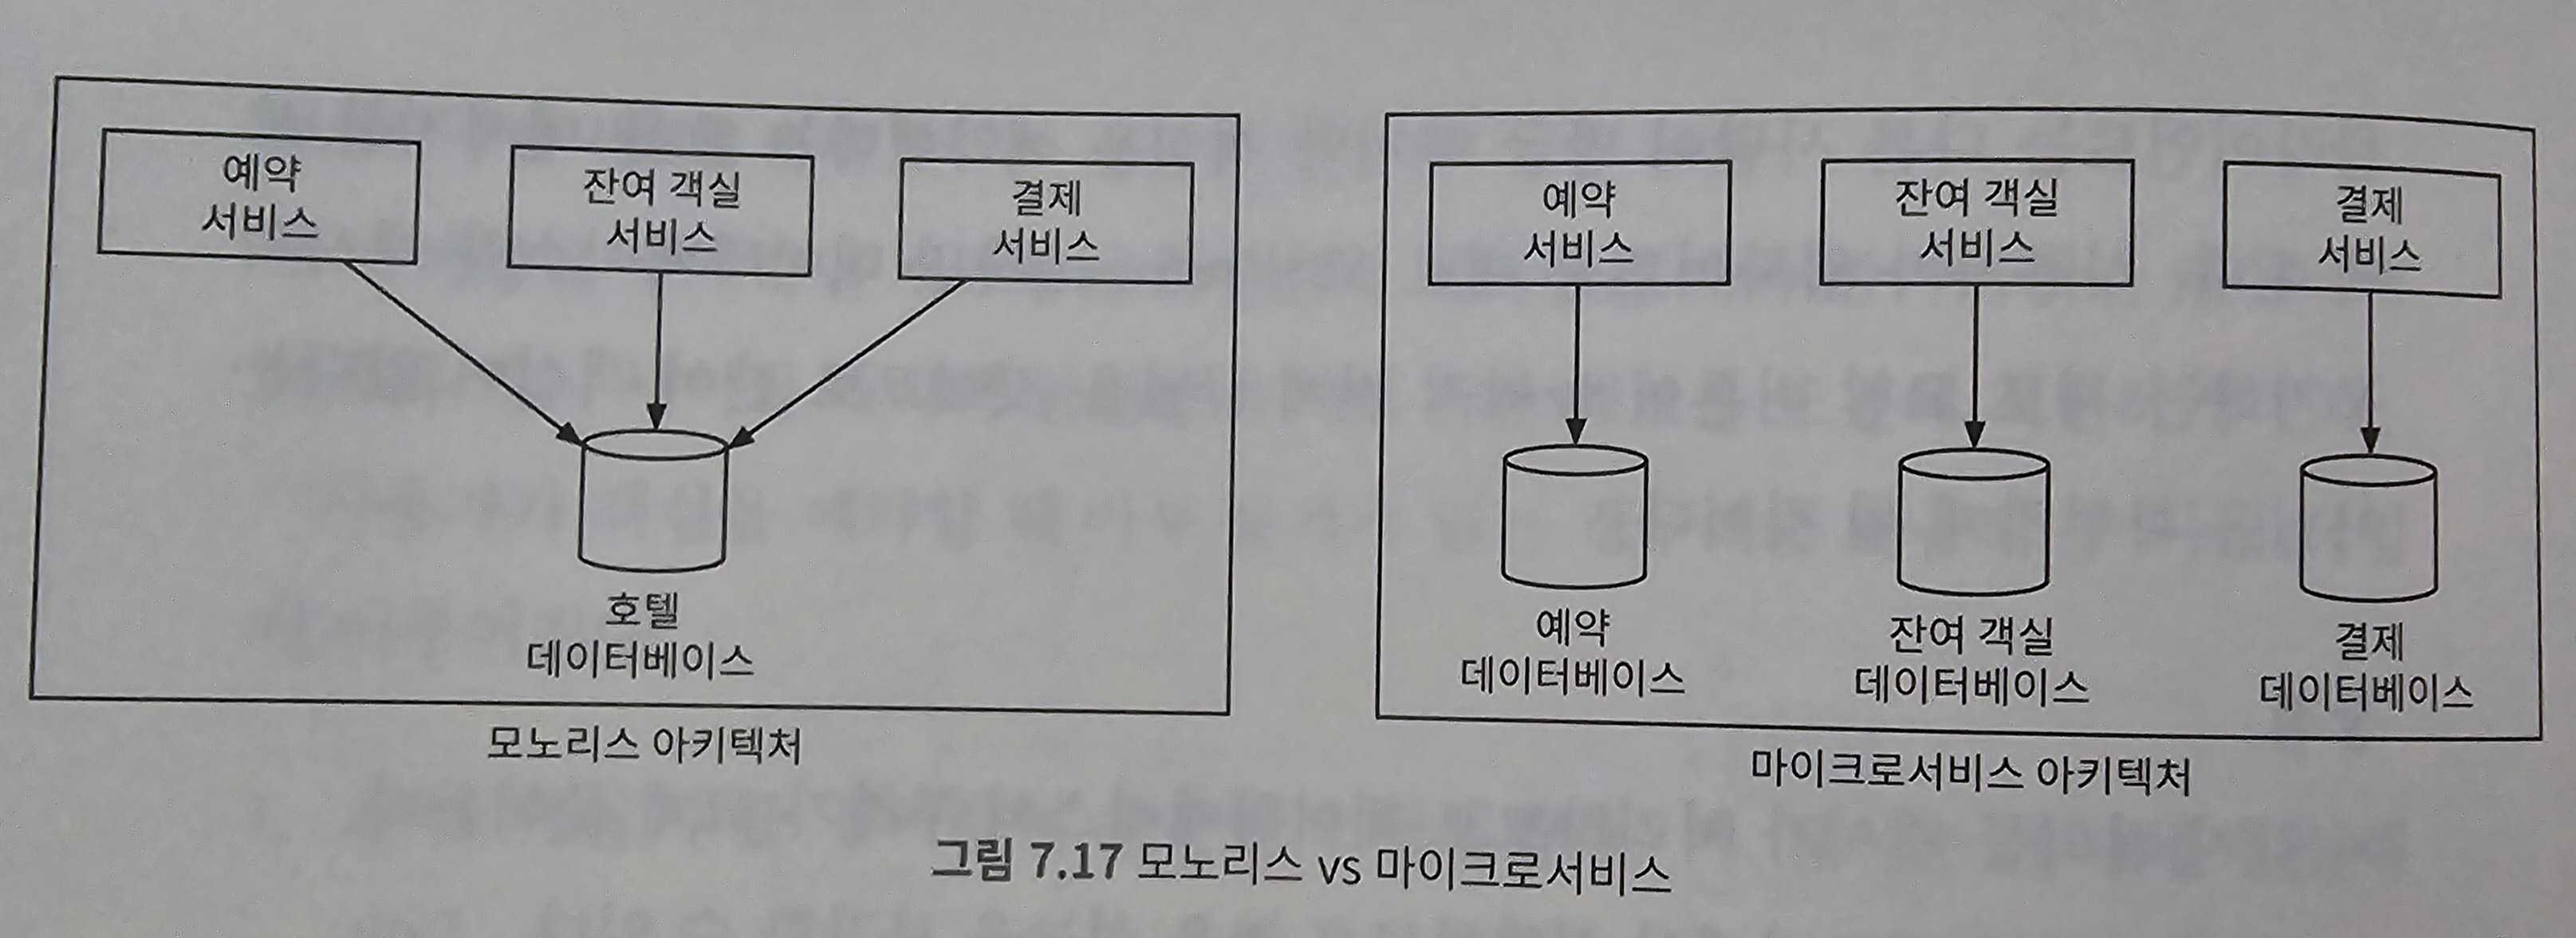 예약
서비스
잔여 객실
서비스
결제
서비스
호텔
데이터베이스
모노리스 아키텍처
예약
서비스
잔여 객실
서비스
결제
서비스
예약
데이터베이스
잔여 객실
데이터베이스
결제
데이터베이스
마이크로서비스 아키텍처
그림 7.17 모노리스 vs 마이크로서비스